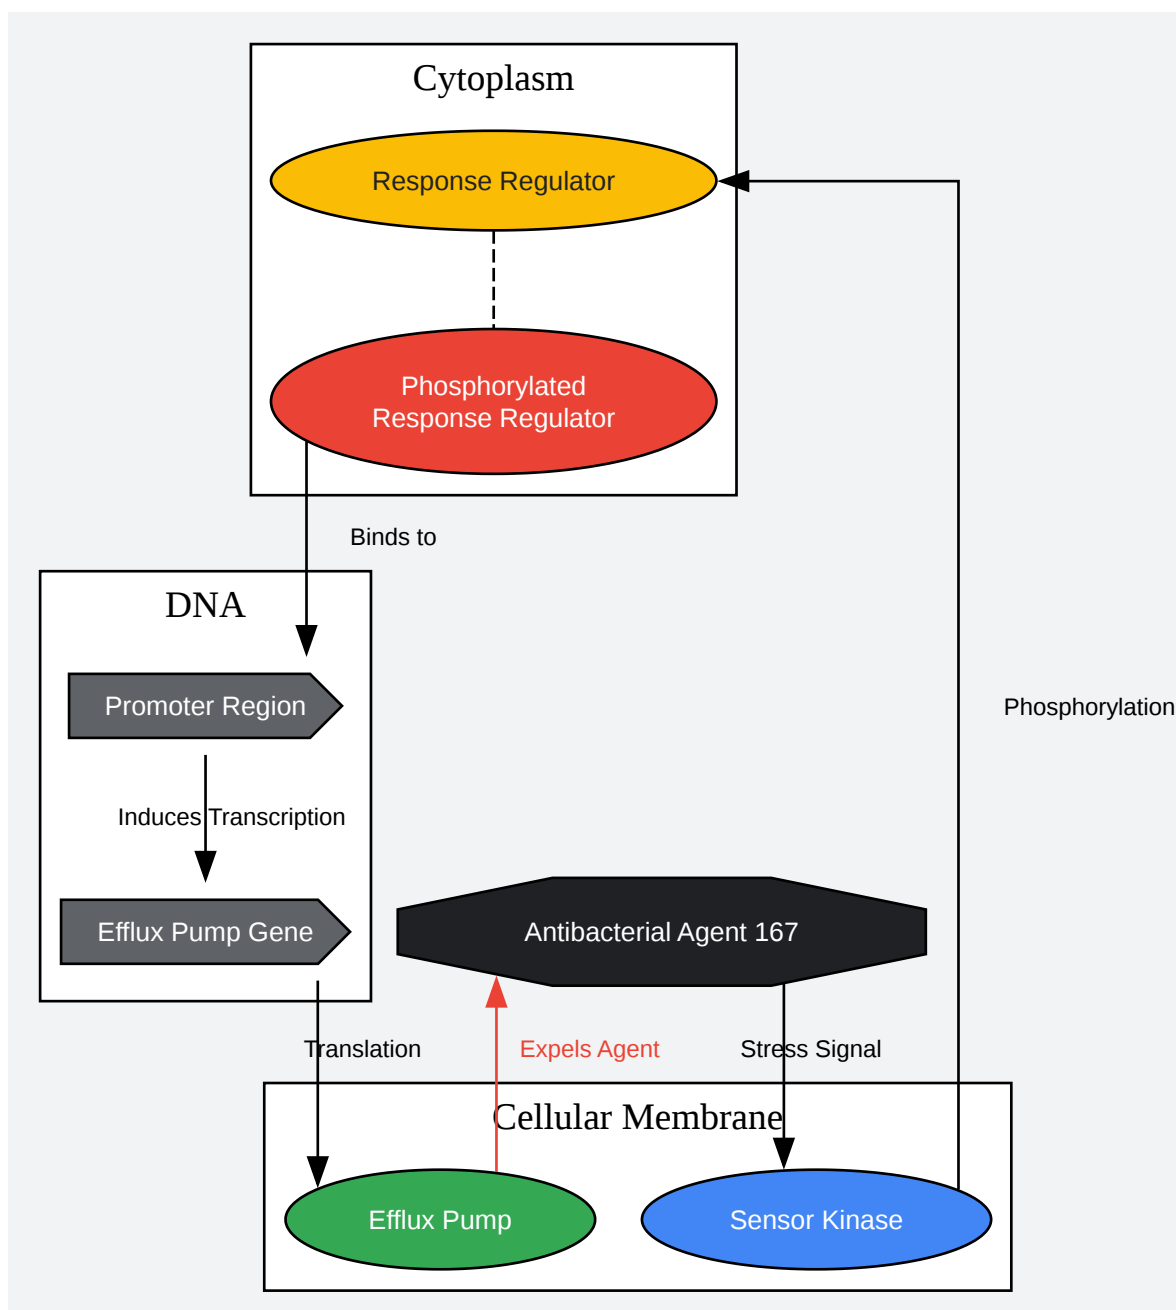 Cytoplasm
Response Regulator
Phosphorylated
Response Regulator
Binds to
DNA
Promoter Region
Phosphorylation
Induces Transcription
Efflux Pump Gene
Antibacterial Agent 167
Translation
Expels Agent
Stress Signal
Cellular Membrane
Efflux Pump
Sensor Kinase